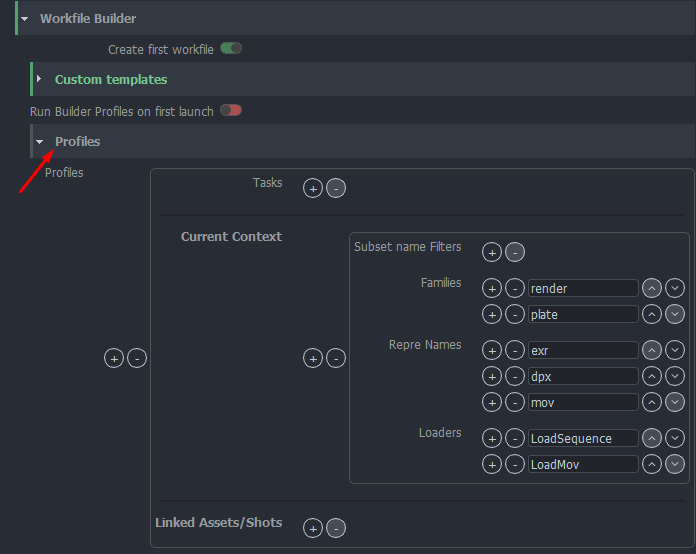 Workfile Builder
Create first workfile
Custom templates
Run Builder Profiles on first launch
Profiles
Profiles
Tasks
Current Context
Subset name Filters
Families
render
plate
Repre Names
exr
dpx
mov
Loaders
LoadSequence
LoadMov
Linked Assets/Shots